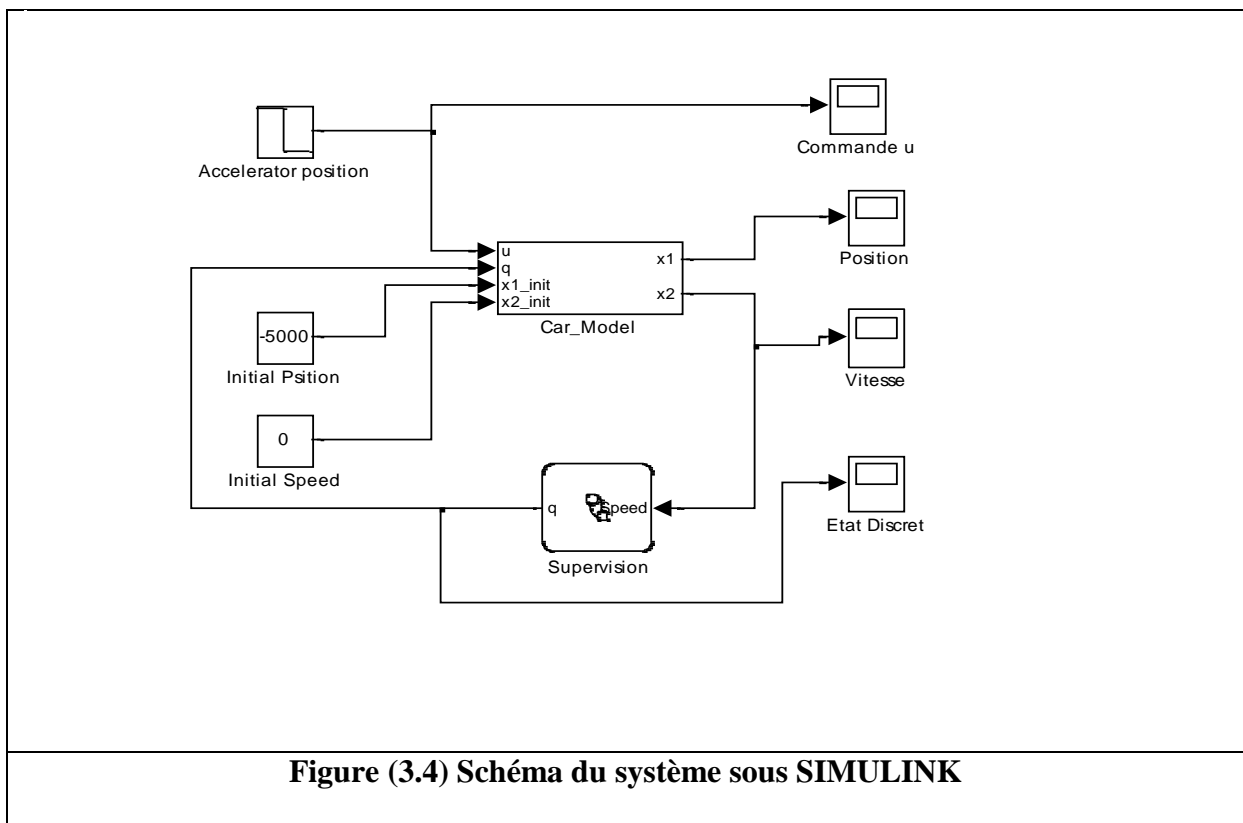 Commande u
Accelerator position
u
q
x1_init
x2_init
x1
x2
Car_Model
Position
-5000
Initial Psition
Vitesse
0
Initial Speed
q
Speed
Supervision
Etat Discret
Figure (3.4) Schéma du système sous SIMULINK